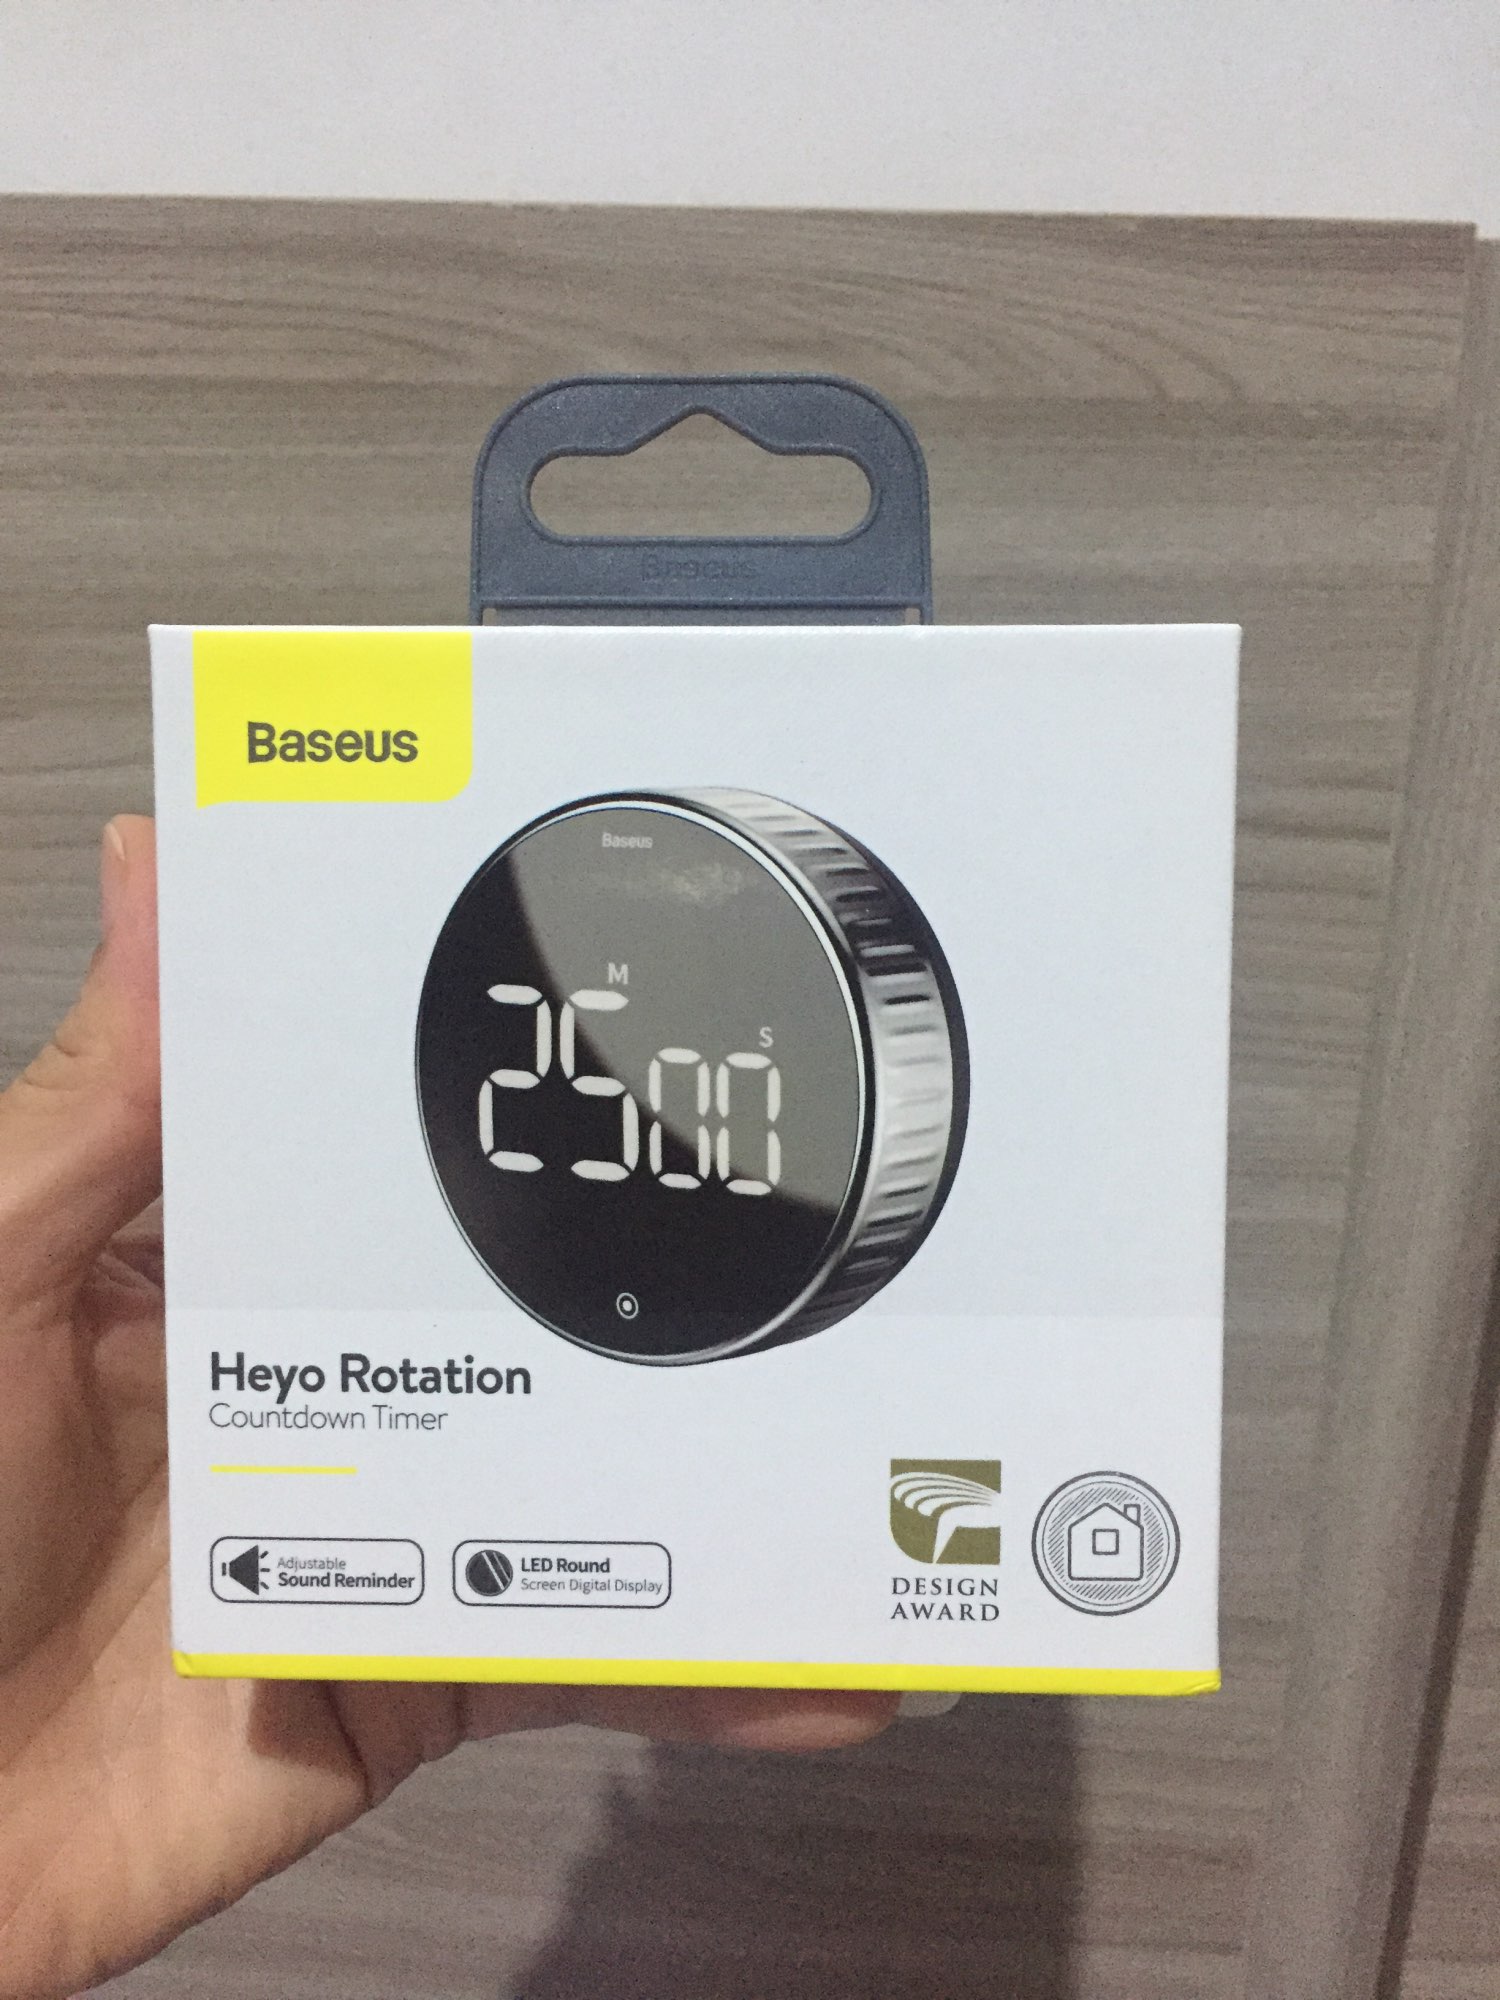 Baseus
Baseus
Baseus
M
S
25 00
Heyo Rotation
Countdown Timer
Adjustable
Sound Reminder
LED Round
Screen Digital Display
DESIGN
AWARD